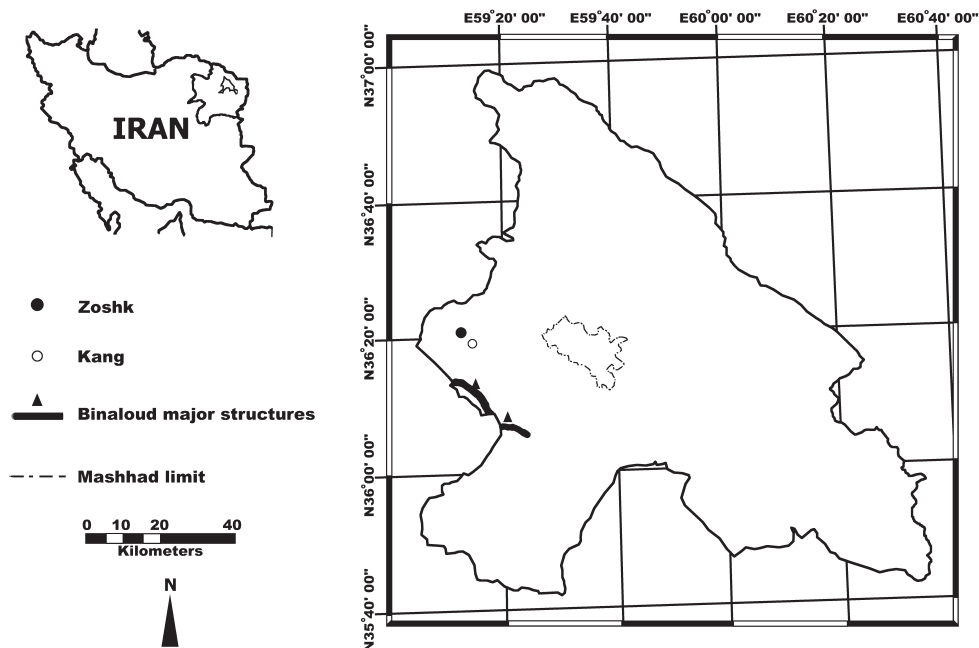 E59°20' 00" E59°40' 00" E60°00' 00" E60°20' 00" E60°40' 00"
N37°00' 00"
N36°40' 00"
N36°20' 00"
N36°00' 00"
N35°40' 00"
IRAN
Zoshk
Kang
Binaloud major structures
Mashhad limit
0 10 20 40
Kilometers
N